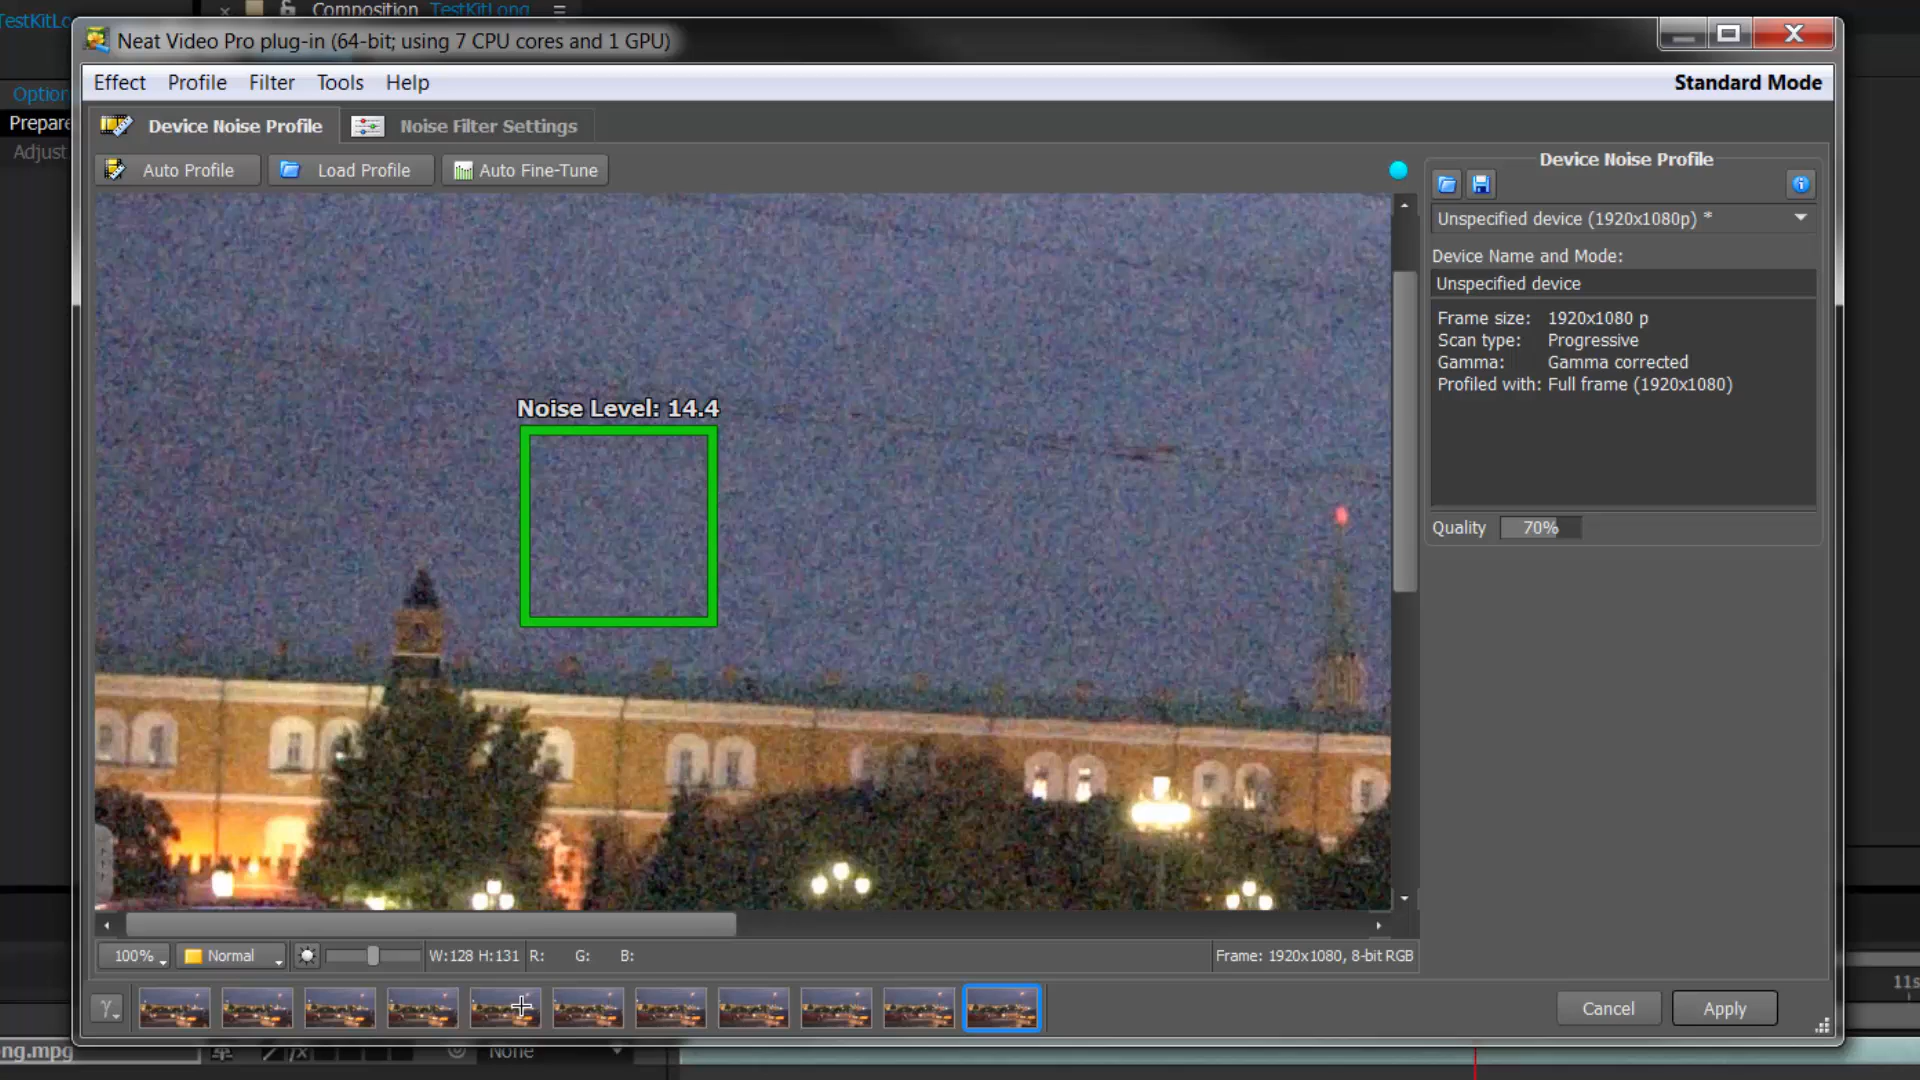 Composition TestKitLong
TestKitLo
Neat Video Pro plug-in (64-bit; using 7 CPU cores and 1 GPU)
Effect Profile Filter Tools Help Standard Mode
Option
Prepare
Adjust
Device Noise Profile Noise Filter Settings
Auto Profile Load Profile Auto Fine-Tune
Device Noise Profile
Unspecified device (1920x1080p) *
Device Name and Mode:
Unspecified device
Frame size: 1920x1080 p
Scan type: Progressive
Gamma: Gamma corrected
Profiled with: Full frame (1920x1080)
Quality 70%
Noise Level: 14.4
100% Normal W:128 H:131 R: G: B: Frame: 1920x1080, 8-bit RGB
11s
γ
Cancel Apply
ng.mpg fx None